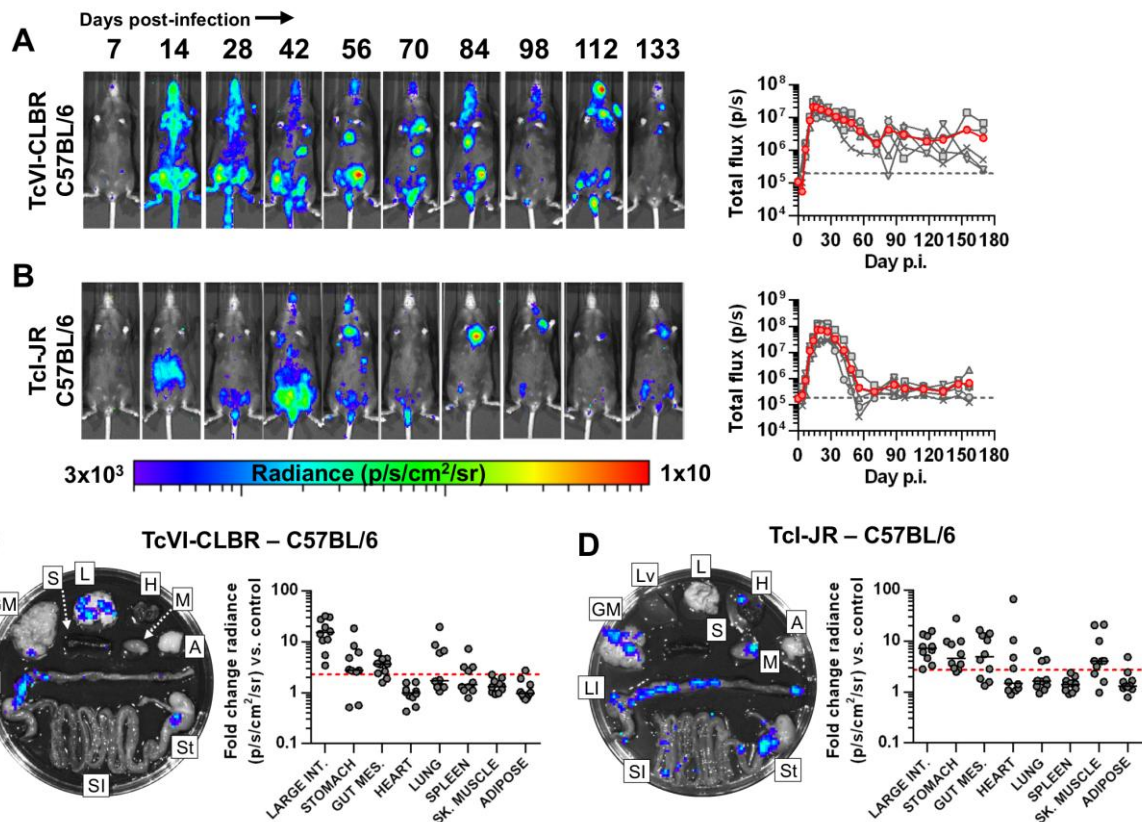 Days post-infection
A
7 14 28 42 56 70 84 98 112 133
TcVI-CLBR
C57BL/6
Total flux (p/s)
10^8
10^7
10^6
10^5
10^4
0 30 60 90 120 150 180
Day p.i.
B
TcI-JR
C57BL/6
Total flux (p/s)
10^9
10^8
10^7
10^6
10^5
10^4
0 30 60 90 120 150 180
Day p.i.
3x10³ Radiance (p/s/cm²/sr) 1x10
TcVI-CLBR – C57BL/6
GM
S
L
H
M
A
St
SI
Fold change radiance
(p/s/cm²/sr) vs. control
100
10
1
0.1
LARGE INT.
STOMACH
GUT MES.
HEART
LUNG
SPLEEN
SK. MUSCLE
ADIPOSE
D
TcI-JR – C57BL/6
Lv
L
H
GM
S
A
M
LI
SI
St
Fold change radiance
(p/s/cm²/sr) vs. control
100
10
1
0.1
LARGE INT.
STOMACH
GUT MES.
HEART
LUNG
SPLEEN
SK. MUSCLE
ADIPOSE